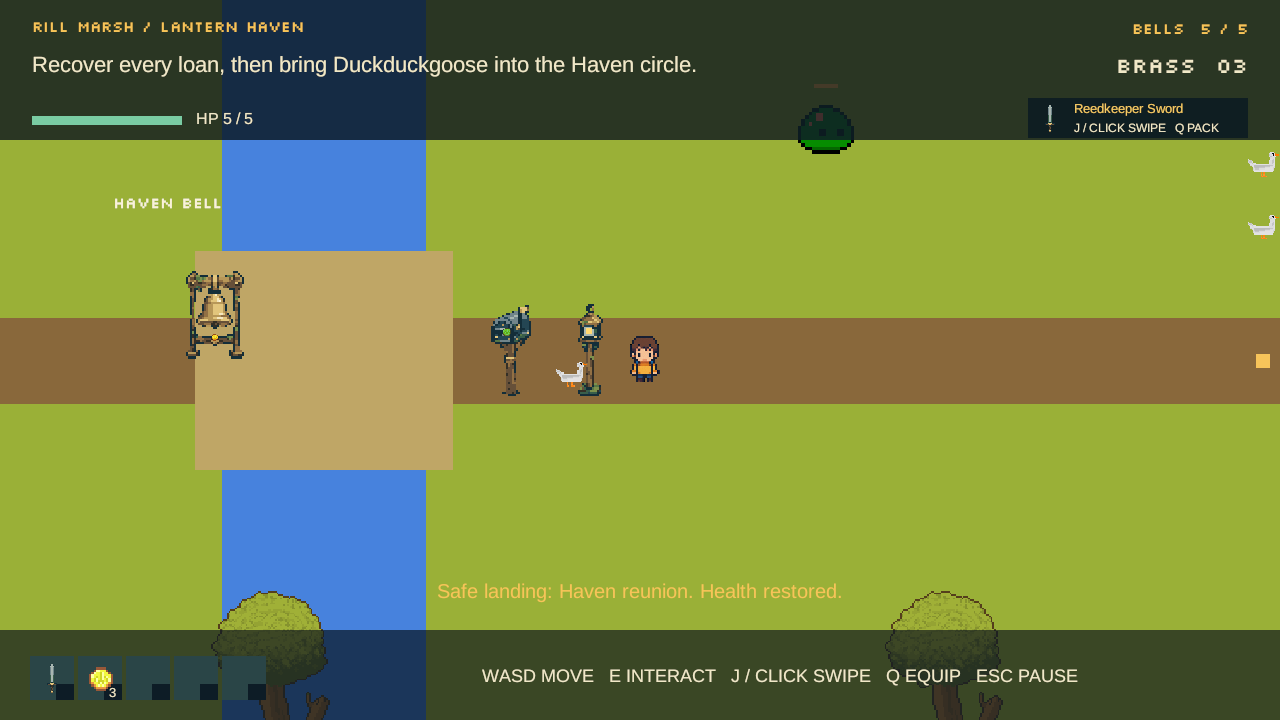 RILL MARSH / LANTERN HAVEN
BELLS 5 / 5
Recover every loan, then bring Duckduckgoose into the Haven circle.
BRASS 03
HP 5 / 5
Reedkeeper Sword
J / CLICK SWIPE Q PACK
HAVEN BELL
Safe landing: Haven reunion. Health restored.
3
WASD MOVE E INTERACT J / CLICK SWIPE Q EQUIP ESC PAUSE